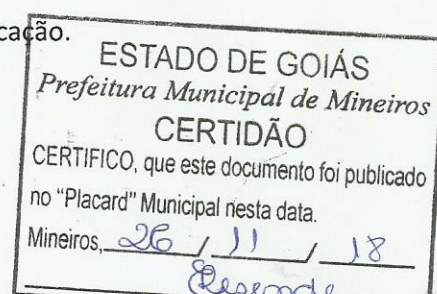 cação.
ESTADO DE GOIÁS
Prefeitura Municipal de Mineiros
CERTIDÃO
CERTIFICO, que este documento foi publicado
no “Placard” Municipal nesta data.
Mineiros, 26 / 11 / 18
Resende